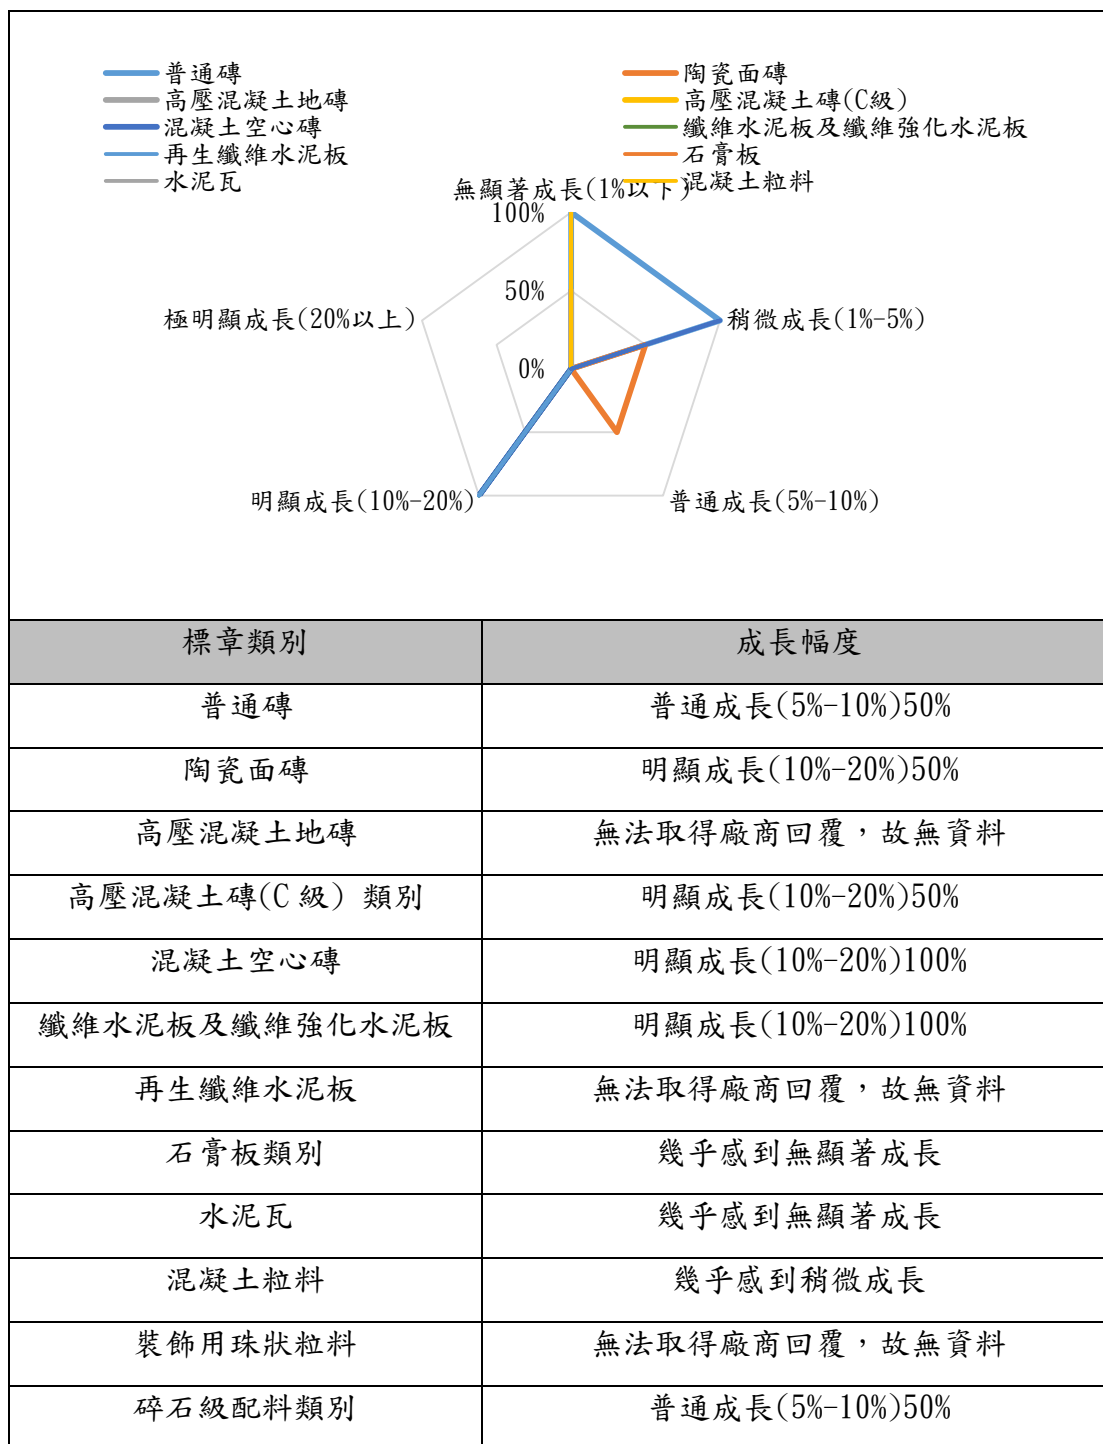 普通磚
陶瓷面磚
高壓混凝土地磚
高壓混凝土磚(C級)
混凝土空心磚
纖維水泥板及纖維強化水泥板
再生纖維水泥板
石膏板
水泥瓦
混凝土粒料
無顯著成長(1%以下)
100%
50%
0%
極明顯成長(20%以上)
稍微成長(1%-5%)
明顯成長(10%-20%)
普通成長(5%-10%)
標章類別 成長幅度
普通磚 普通成長(5%-10%)50%
陶瓷面磚 明顯成長(10%-20%)50%
高壓混凝土地磚 無法取得廠商回覆，故無資料
高壓混凝土磚(C 級) 類別 明顯成長(10%-20%)50%
混凝土空心磚 明顯成長(10%-20%)100%
纖維水泥板及纖維強化水泥板 明顯成長(10%-20%)100%
再生纖維水泥板 無法取得廠商回覆，故無資料
石膏板類別 幾乎感到無顯著成長
水泥瓦 幾乎感到無顯著成長
混凝土粒料 幾乎感到稍微成長
裝飾用珠狀粒料 無法取得廠商回覆，故無資料
碎石級配料類別 普通成長(5%-10%)50%